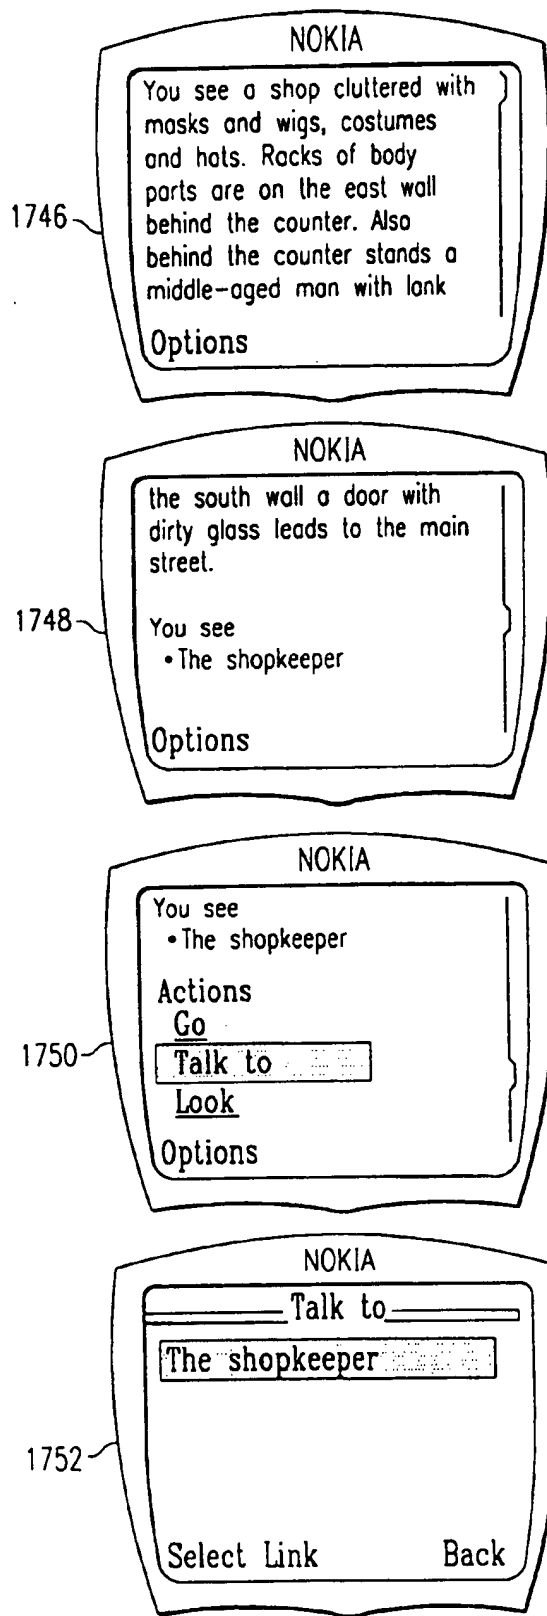 NOKIA
You see a shop cluttered with
masks and wigs, costumes
and hats. Racks of body
parts are on the east wall
behind the counter. Also
behind the counter stands a
middle-aged man with lank
Options
1746
NOKIA
the south wall a door with
dirty glass leads to the main
street.
You see
•The shopkeeper
Options
1748
NOKIA
You see
•The shopkeeper
Actions
Go
Talk to
Look
Options
1750
NOKIA
Talk to
The shopkeeper
Select Link Back
1752